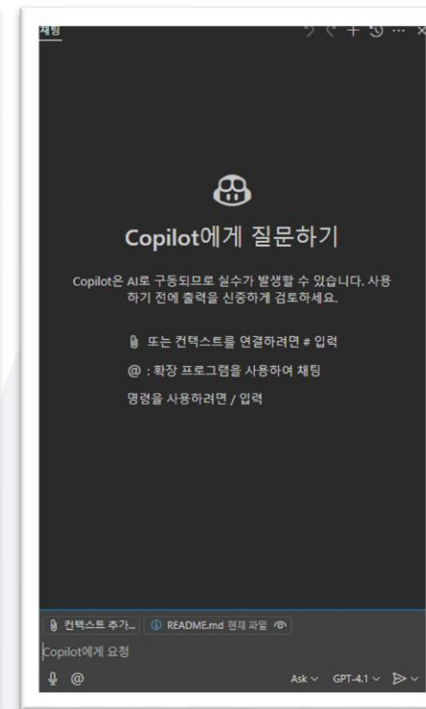 채팅
Copilot에게 질문하기
Copilot은 AI로 구동되므로 실수가 발생할 수 있습니다. 사용
하기 전에 출력을 신중하게 검토하세요.
또는 컨텍스트를 연결하려면 # 입력
@ : 확장 프로그램을 사용하여 채팅
명령을 사용하려면 / 입력
컨텍스트 추가... README.md 현재 파일
Copilot에게 요청
@ Ask GPT-4.1